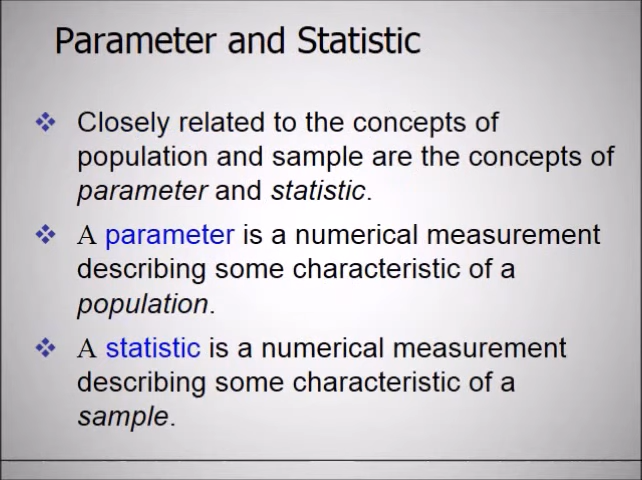 Parameter and Statistic
Closely related to the concepts of
population and sample are the concepts of
parameter and statistic.
A parameter is a numerical measurement
describing some characteristic of a
population.
A statistic is a numerical measurement
describing some characteristic of a
sample.